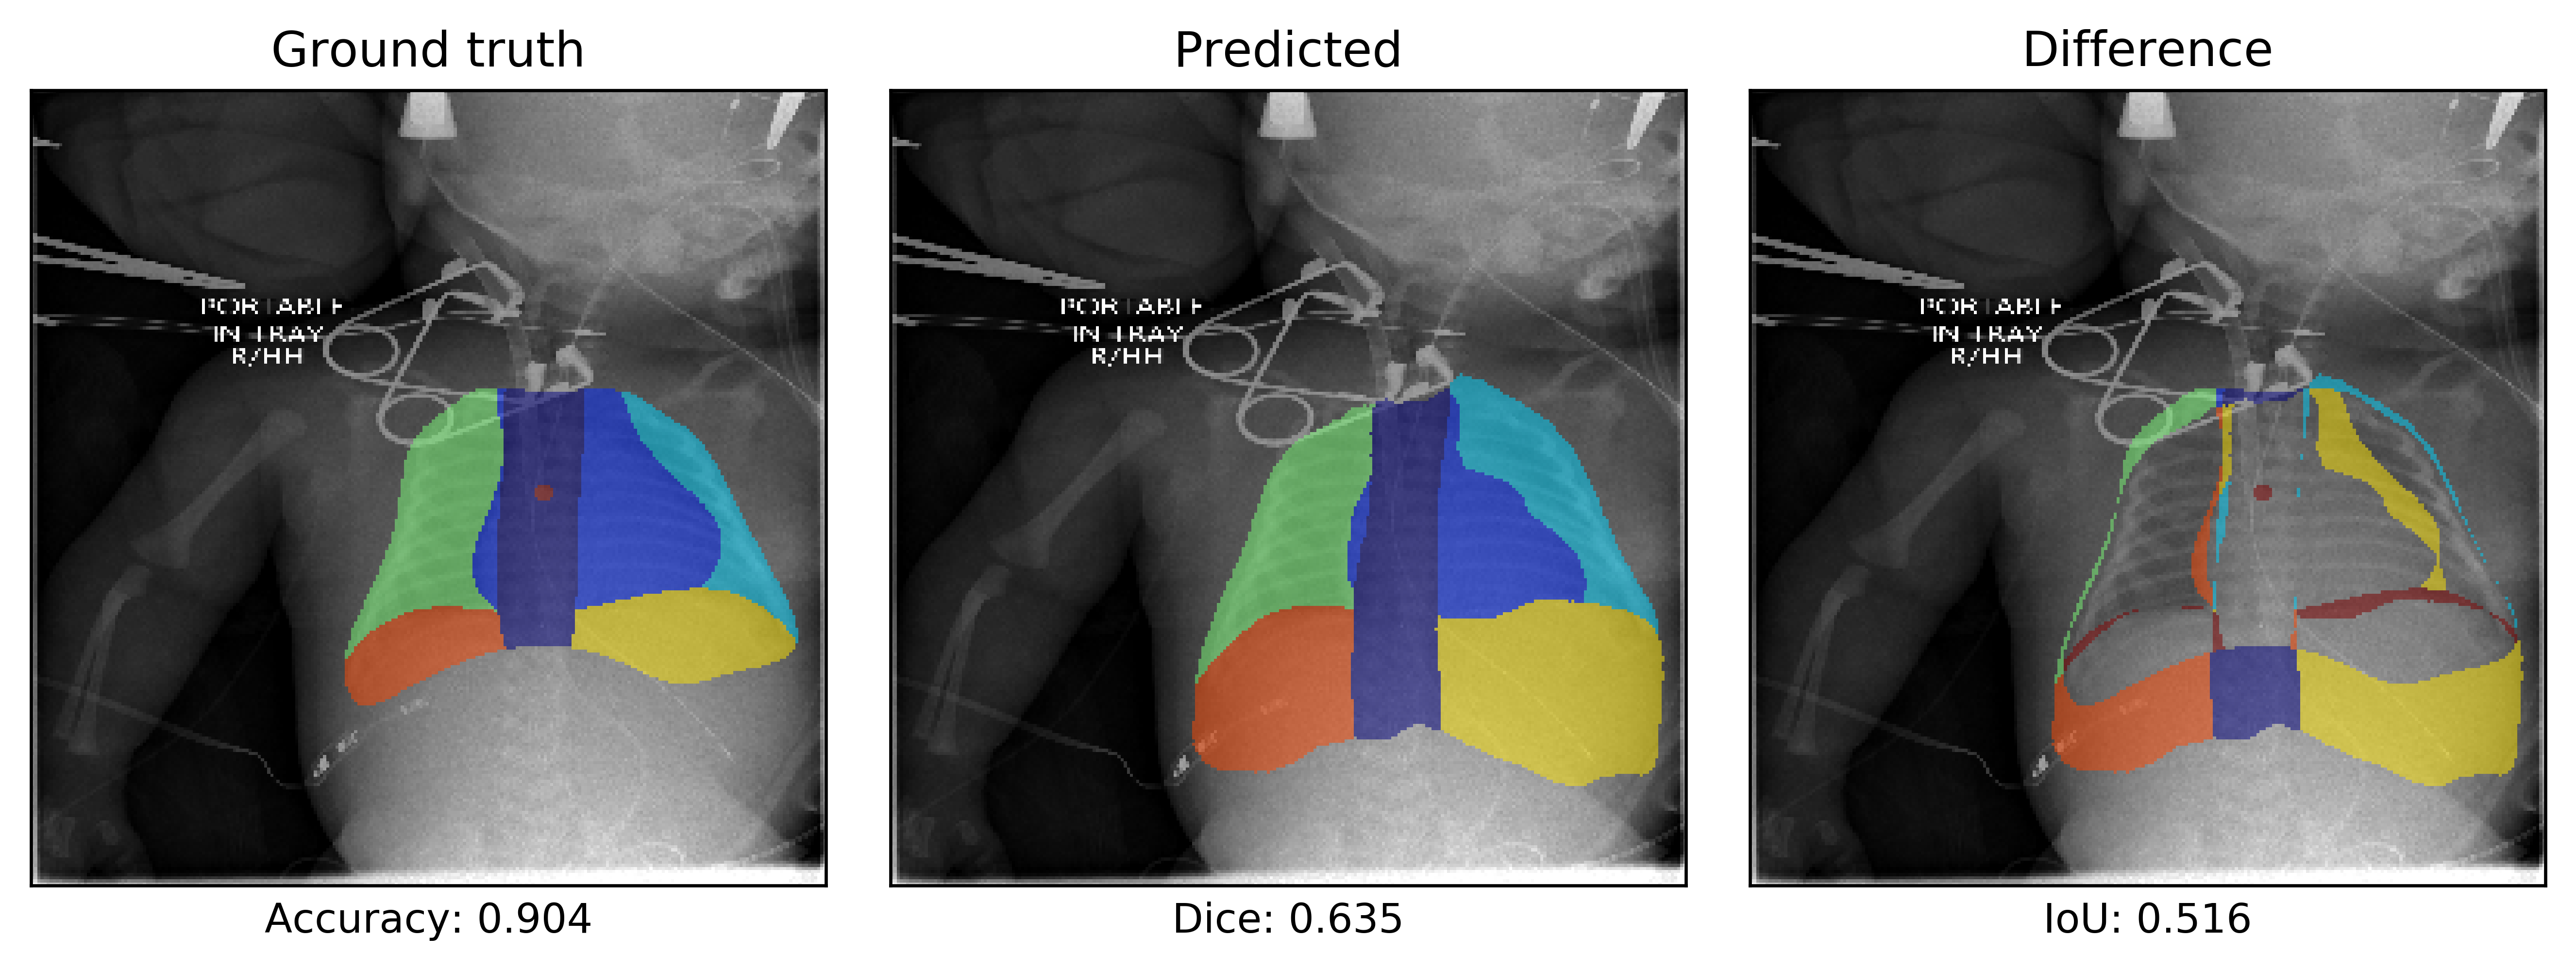 Ground truth
Predicted
Difference
PORTABLE
IN TRAY
R/HH
PORTABLE
IN TRAY
R/HH
PORTABLE
IN TRAY
R/HH
Accuracy: 0.904
Dice: 0.635
IoU: 0.516